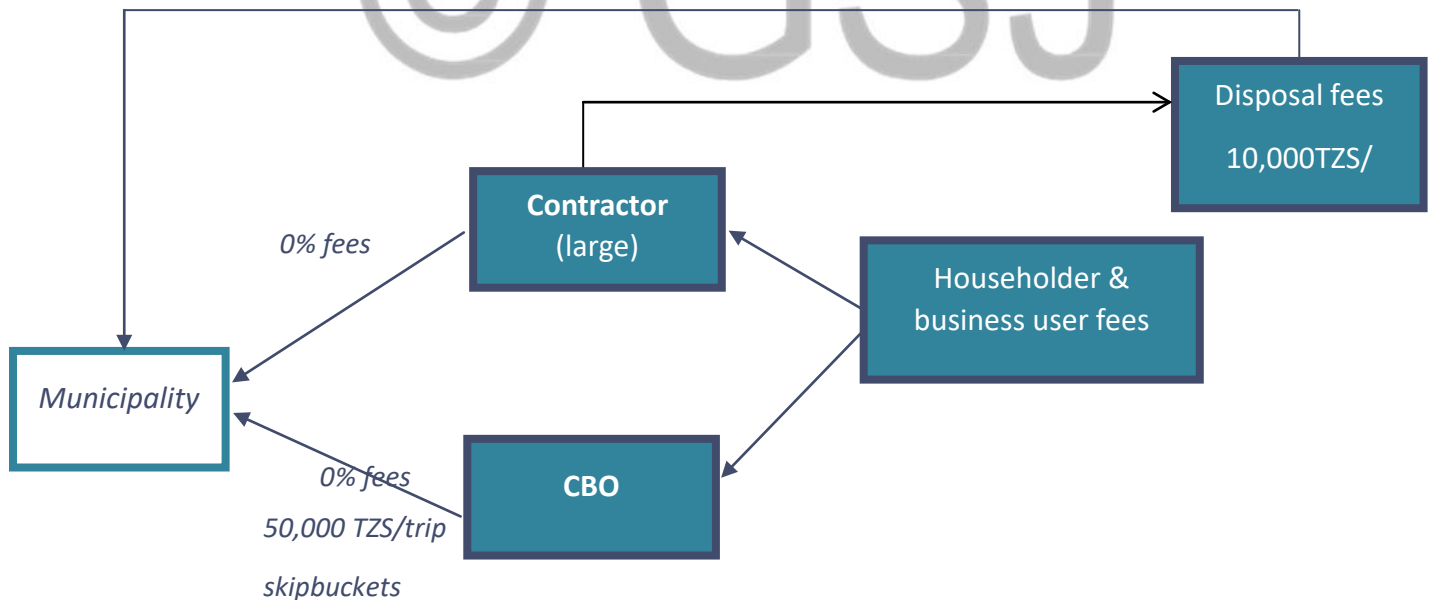 © GSJ
Disposal fees
10,000TZS/
Contractor
(large)
0% fees
Householder &
business user fees
Municipality
0% fees
50,000 TZS/trip
skipbuckets
CBO